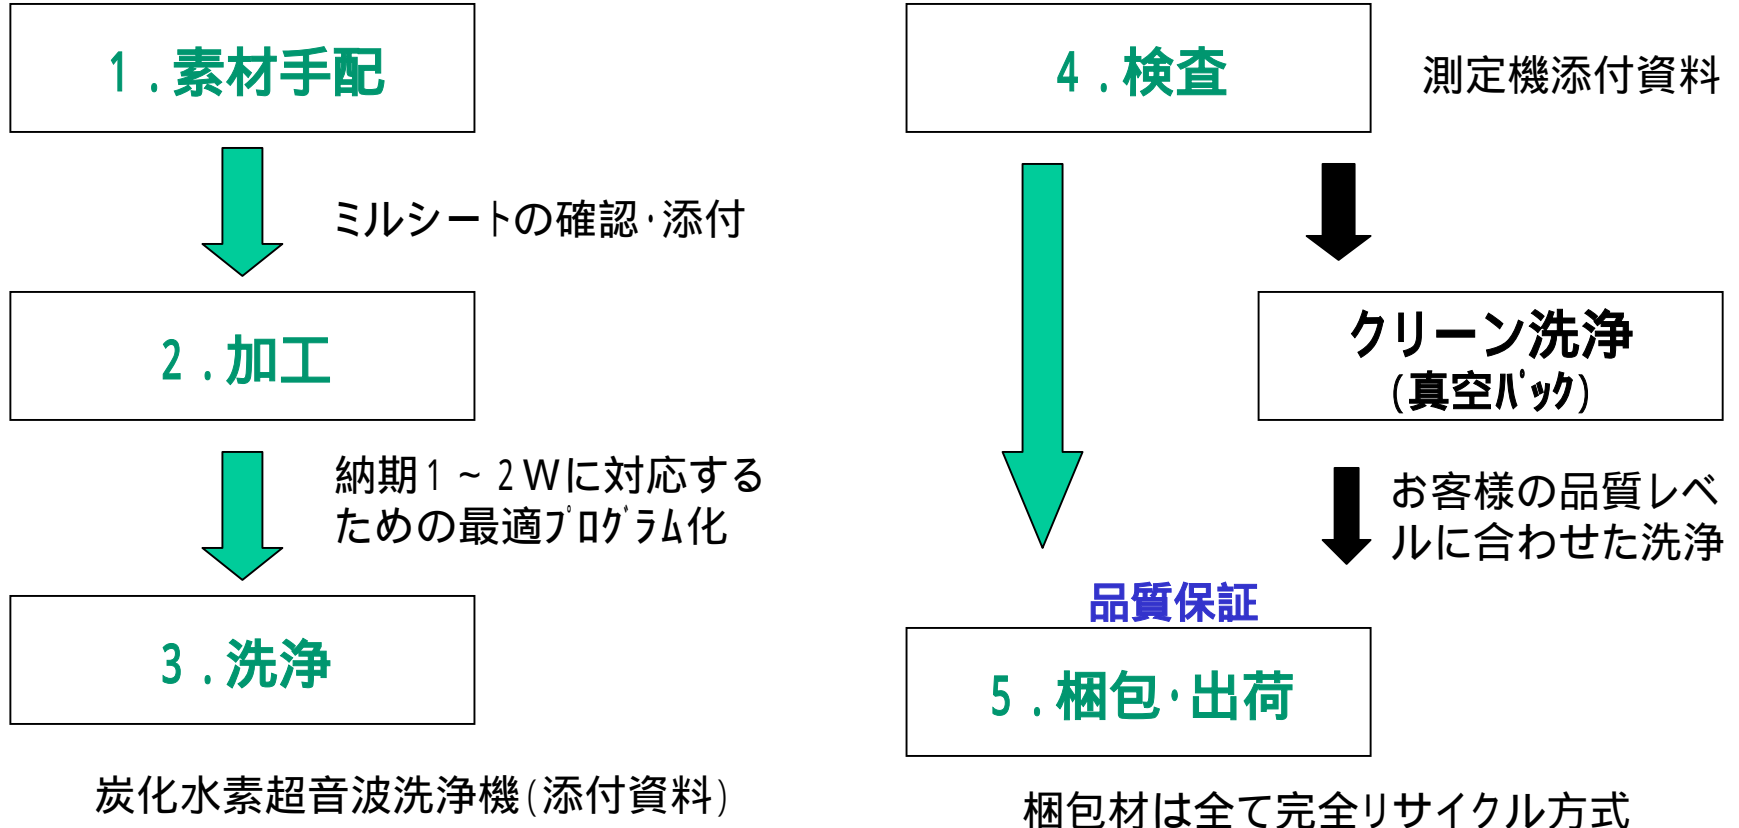 1．素材手配
ミルシートの確認・添付
2．加工
納期1～2Wに対応する
ための最適ﾌﾟﾛｸﾞﾗﾑ化
3．洗浄
炭化水素超音波洗浄機(添付資料)
4．検査
測定機添付資料
クリーン洗浄
(真空ﾊﾟｯｸ)
お客様の品質レベ
ルに合わせた洗浄
品質保証
5．梱包・出荷
梱包材は全て完全リサイクル方式